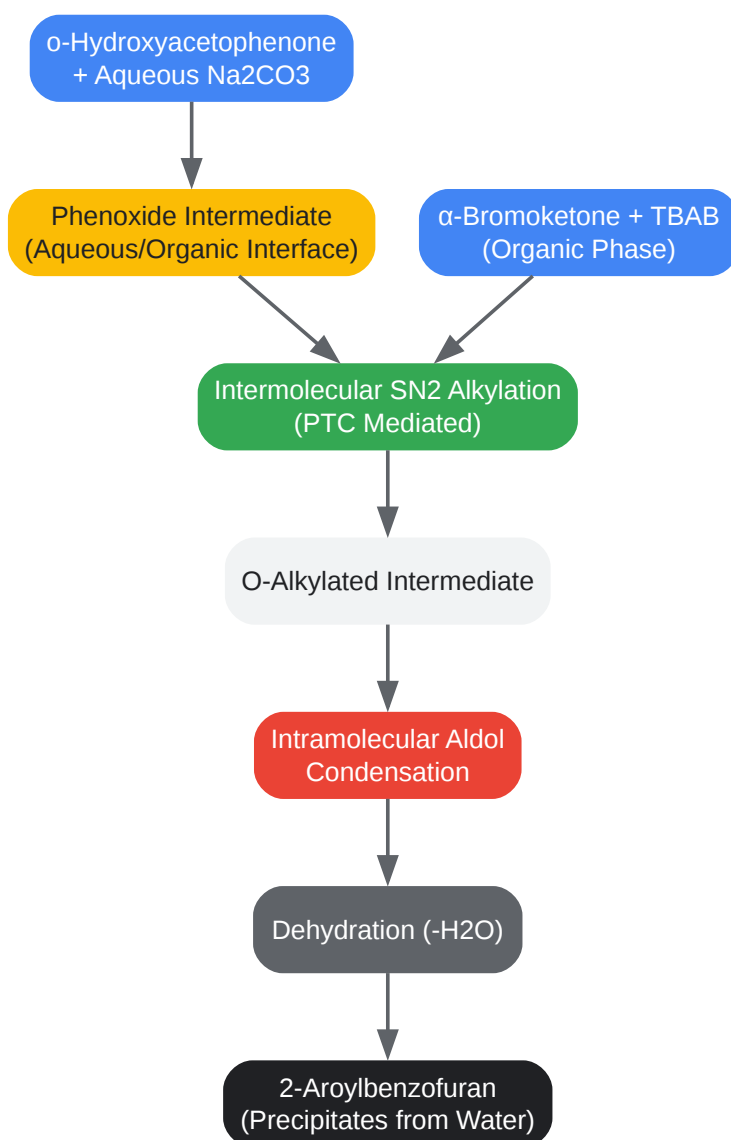 o-Hydroxyacetophenone
+ Aqueous Na2CO3
Phenoxide Intermediate
(Aqueous/Organic Interface)
α-Bromoketone + TBAB
(Organic Phase)
Intermolecular SN2 Alkylation
(PTC Mediated)
O-Alkylated Intermediate
Intramolecular Aldol
Condensation
Dehydration (-H2O)
2-Aroylbenzofuran
(Precipitates from Water)